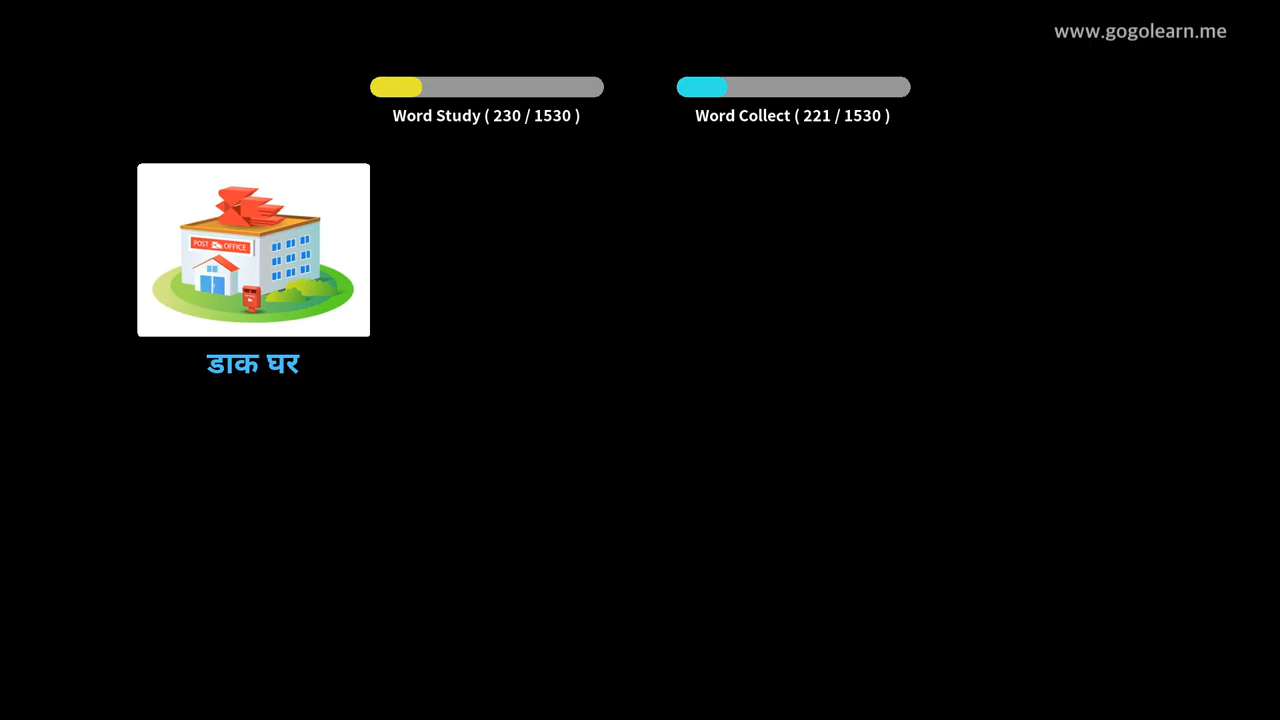 www.gogolearn.me
Word Study ( 230 / 1530 )
Word Collect ( 221 / 1530 )
POST OFFICE
डाक घर